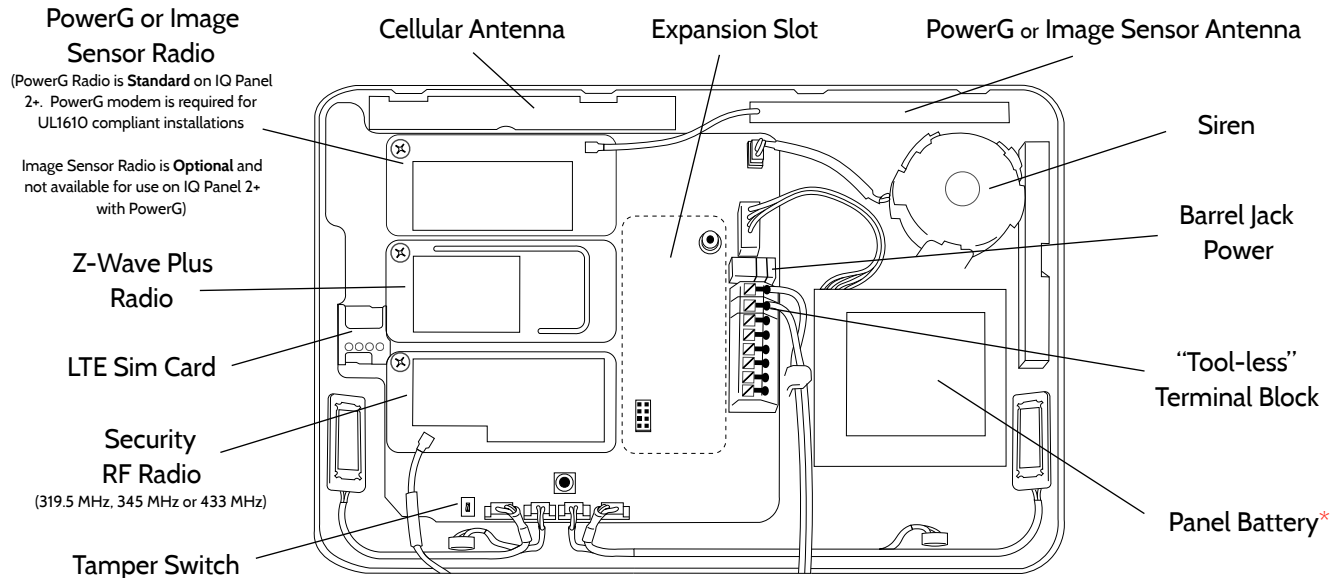 PowerG or Image
Sensor Radio
(PowerG Radio is Standard on IQ Panel
2+. PowerG modem is required for
UL1610 compliant installations
Image Sensor Radio is Optional and
not available for use on IQ Panel 2+
with PowerG)
Z-Wave Plus
Radio
LTE Sim Card
Security
RF Radio
(319.5 MHz, 345 MHz or 433 MHz)
Tamper Switch
Cellular Antenna
Expansion Slot
PowerG or Image Sensor Antenna
Siren
Barrel Jack
Power
“Tool-less”
Terminal Block
Panel Battery*